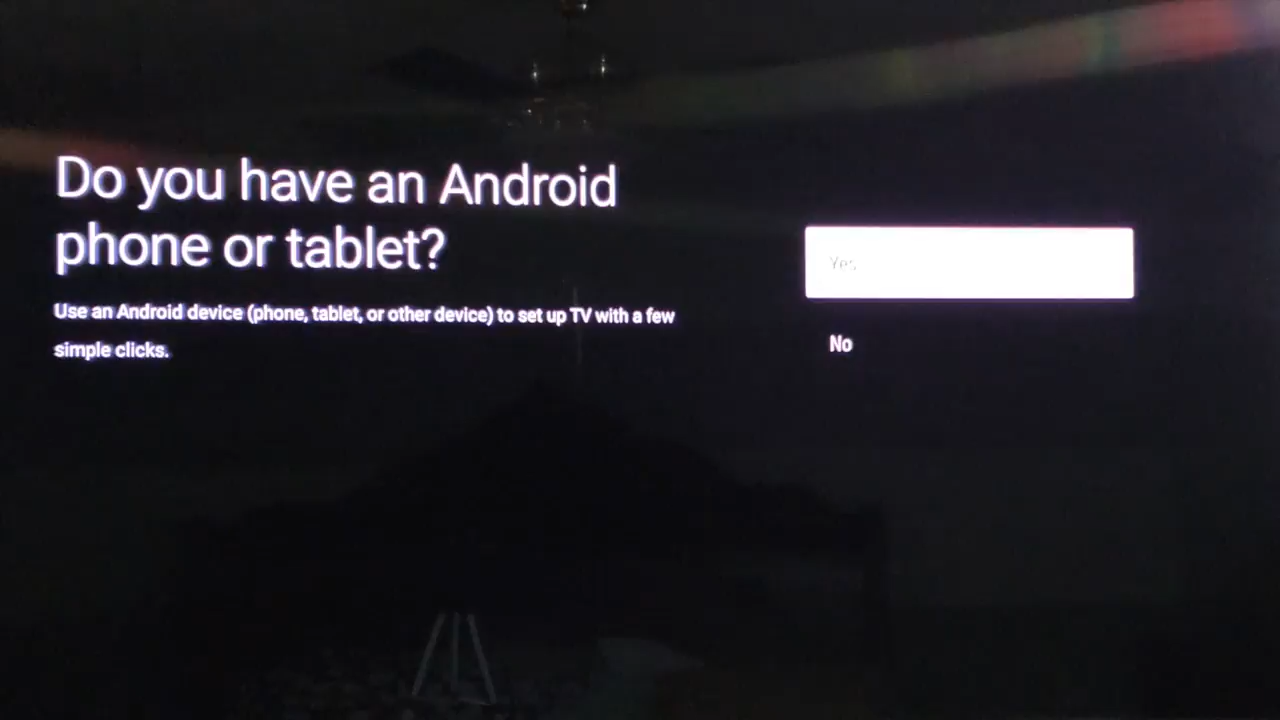 Do you have an Android
phone or tablet?
Use an Android device (phone, tablet, or other device) to set up TV with a few
simple clicks.
Yes
No